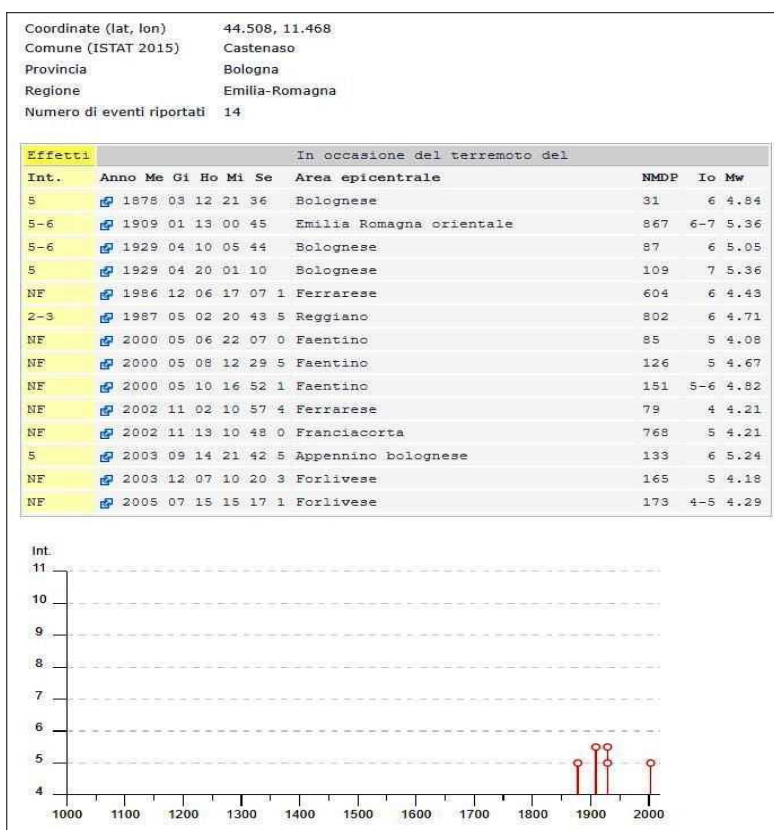 Coordinate (lat, lon) 44.508, 11.468
Comune (ISTAT 2015) Castenaso
Provincia Bologna
Regione Emilia-Romagna
Numero di eventi riportati 14
Effetti In occasione del terremoto del
Int. Anno Me Gi Ho Mi Se Area epicentrale NMDP Io Mw
5 1878 03 12 21 36 Bolognese 31 6 4.84
5-6 1909 01 13 00 45 Emilia Romagna orientale 867 6-7 5.36
5-6 1929 04 10 05 44 Bolognese 87 6 5.05
5 1929 04 20 01 10 Bolognese 109 7 5.36
NF 1986 12 06 17 07 1 Ferrarese 604 6 4.43
2-3 1987 05 02 20 43 5 Reggiano 802 6 4.71
NF 2000 05 06 22 07 0 Faentino 85 5 4.08
NF 2000 05 08 12 29 5 Faentino 126 5 4.67
NF 2000 05 10 16 52 1 Faentino 151 5-6 4.82
NF 2002 11 02 10 57 4 Ferrarese 79 4 4.21
NF 2002 11 13 10 48 0 Franciacorta 768 5 4.21
5 2003 09 14 21 42 5 Appennino bolognese 133 6 5.24
NF 2003 12 07 10 20 3 Forlivese 165 5 4.18
NF 2005 07 15 15 17 1 Forlivese 173 4-5 4.29
Int.
11
10
9
8
7
6
5
4
1000 1100 1200 1300 1400 1500 1600 1700 1800 1900 2000